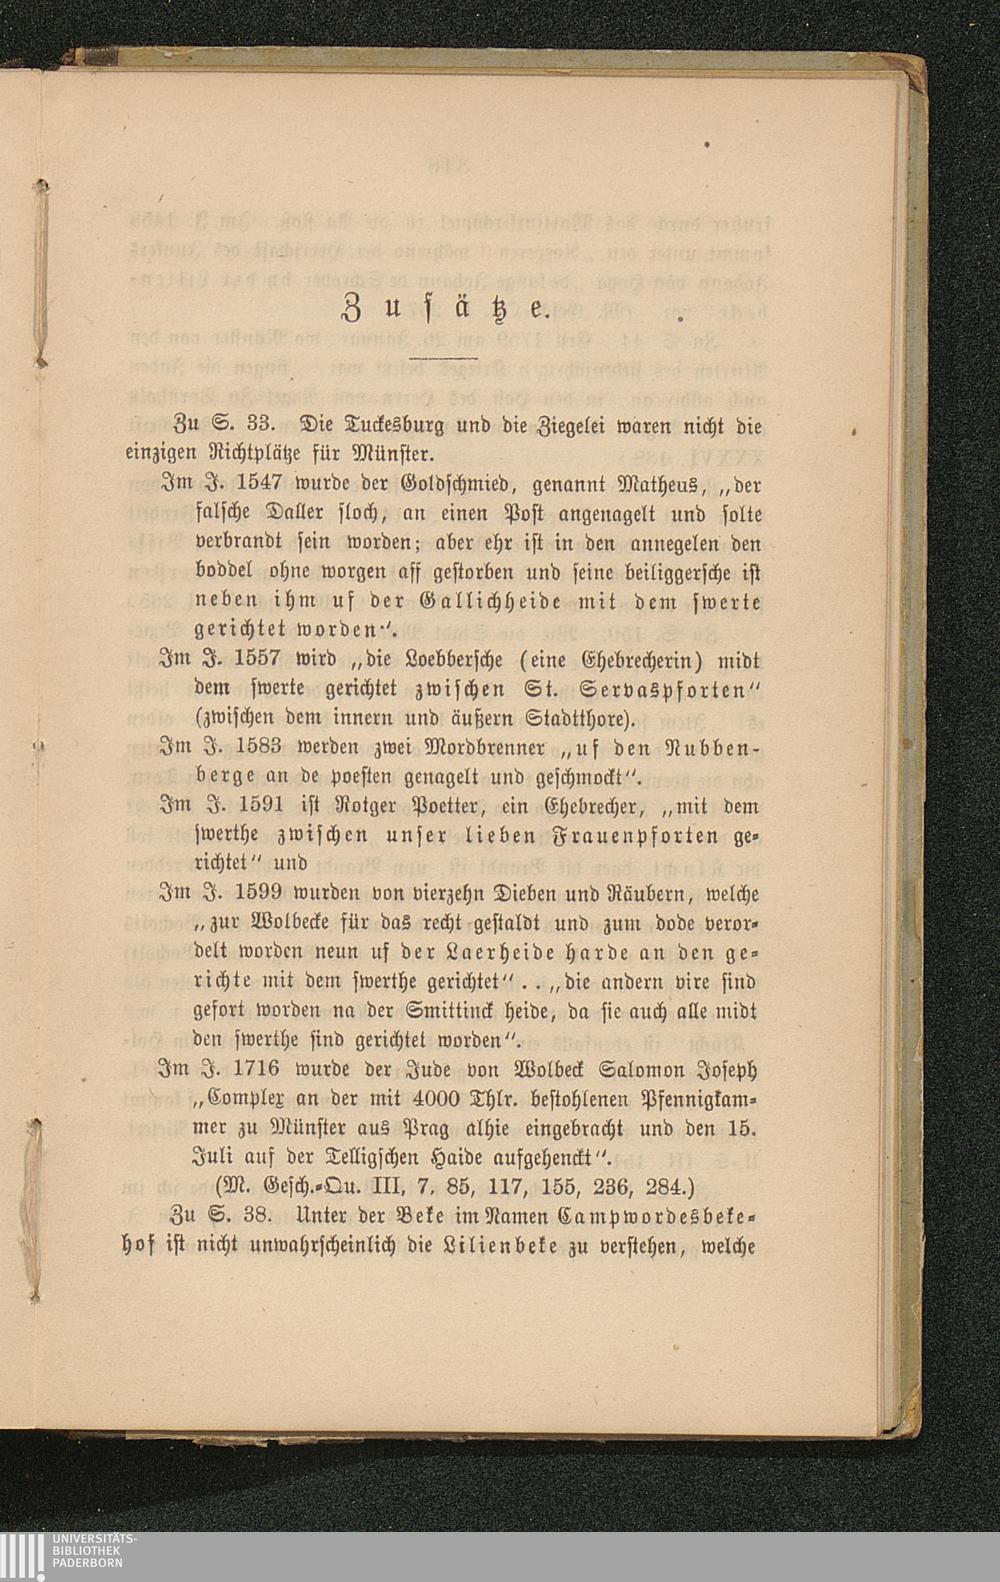 Zusätze.
Zu S. 33. Die Tuckesburg und die Ziegelei waren nicht die
einzigen Richtplätze für Münster.
Im J. 1547 wurde der Goldschmied, genannt Matheus, „der
falsche Daller sloch, an einen Post angenagelt und solte
verbrandt sein worden; aber ehr ist in den annegelen den
boddel ohne worgen aff gestorben und seine beiliggersche ist
neben ihm uf der Gallichheide mit dem swerte
gerichtet worden“.
Im J. 1557 wird „die Loebbersche (eine Ehebrecherin) midt
dem swerte gerichtet zwischen St. Servaspforten“
(zwischen dem innern und äußern Stadtthore).
Im J. 1583 werden zwei Mordbrenner „uf den Nubben-
berge an de poesten genagelt und geschmockt“.
Im J. 1591 ist Rotger Poetter, ein Ehebrecher, „mit dem
swerthe zwischen unser lieben Frauenpforten ge-
richtet“ und
Im J. 1599 wurden von vierzehn Dieben und Räubern, welche
„zur Wolbecke für das recht gestaldt und zum dode veror-
delt worden neun uf der Laerheide harde an den ge-
richte mit dem swerthe gerichtet“ . . „die andern vire sind
gefort worden na der Smittinck heide, da sie auch alle midt
den swerthe sind gerichtet worden“.
Im J. 1716 wurde der Jude von Wolbeck Salomon Joseph
„Complex an der mit 4000 Thlr. bestohlenen Pfennigkam-
mer zu Münster aus Prag alhie eingebracht und den 15.
Juli auf der Telligschen Haide aufgehenckt“.
(M. Gesch.-Qu. III, 7, 85, 117, 155, 236, 284.)
Zu S. 38. Unter der Beke im Namen Campwordesbeke-
hof ist nicht unwahrscheinlich die Lilienbeke zu verstehen, welche
UNIVERSITÄTS-
BIBLIOTHEK
PADERBORN